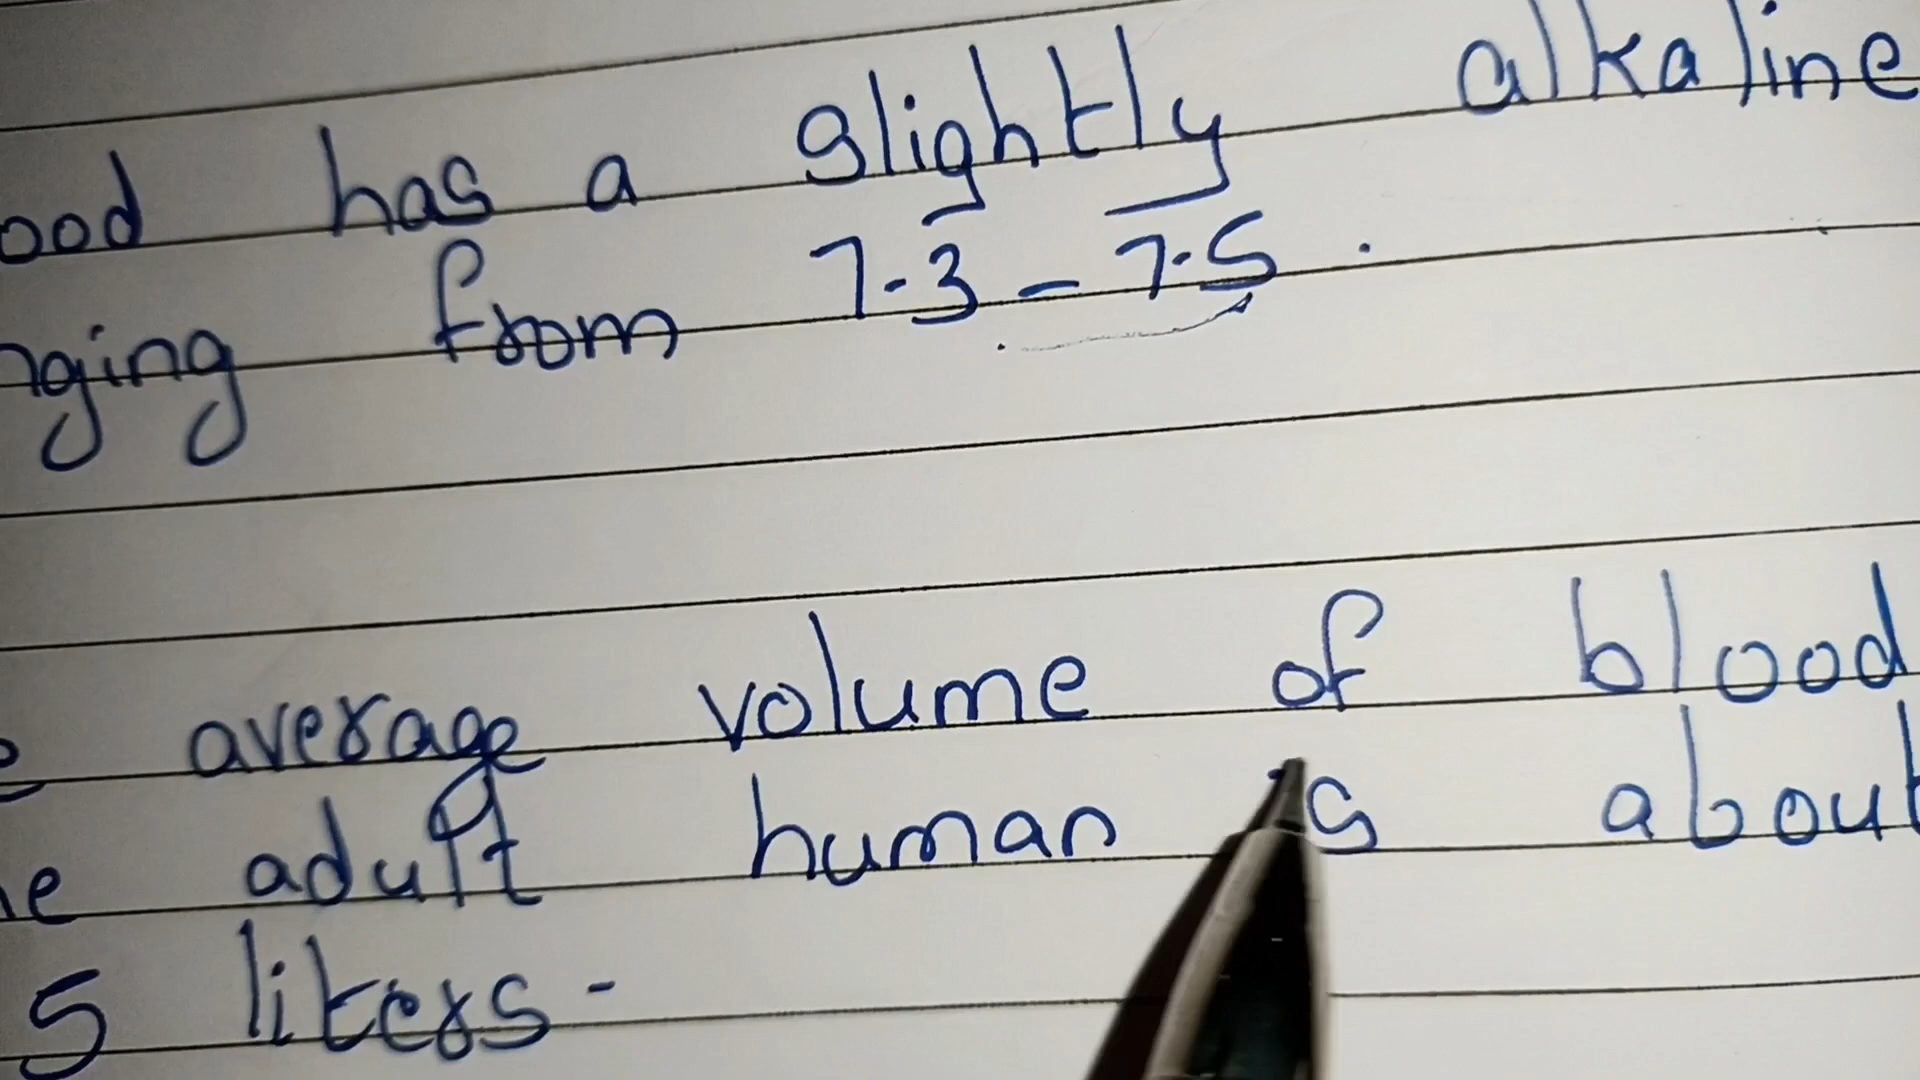 ood has a slightly alkaline
nging from 7.3 - 7.5 .
e average volume of blood
he adult human is about
5 liters -